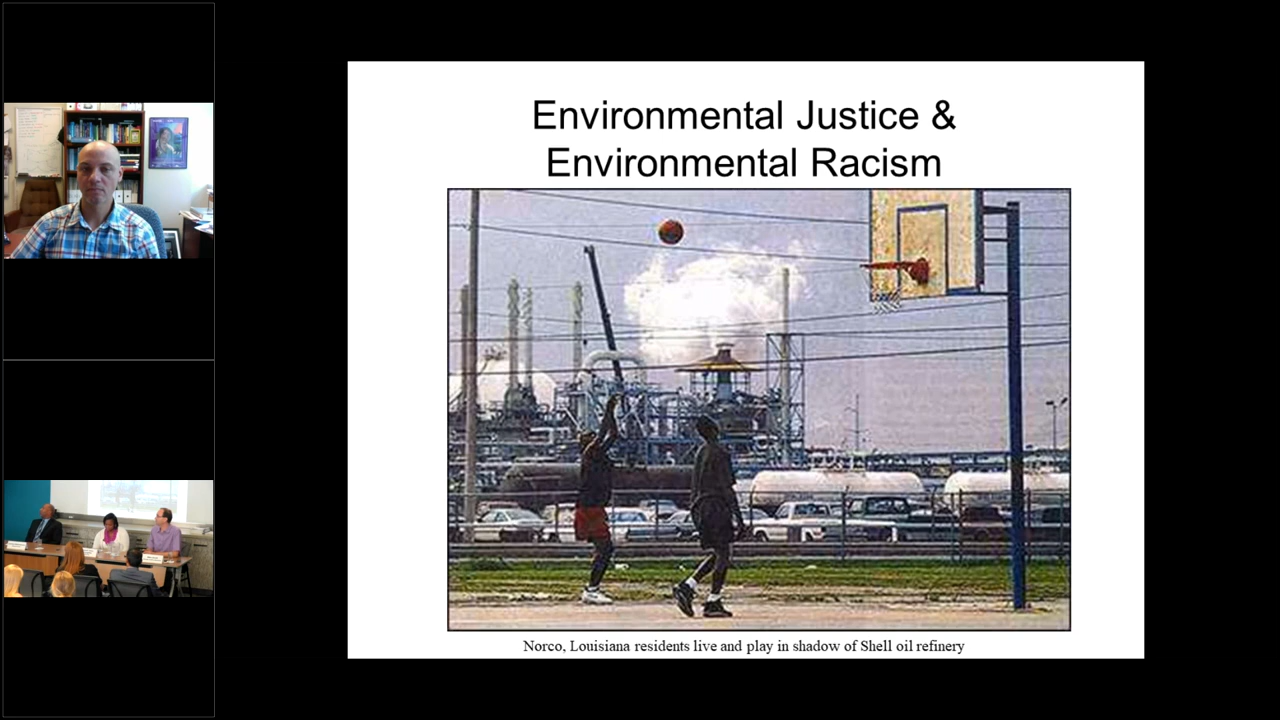 Environmental Justice &
Environmental Racism
Norco, Louisiana residents live and play in shadow of Shell oil refinery